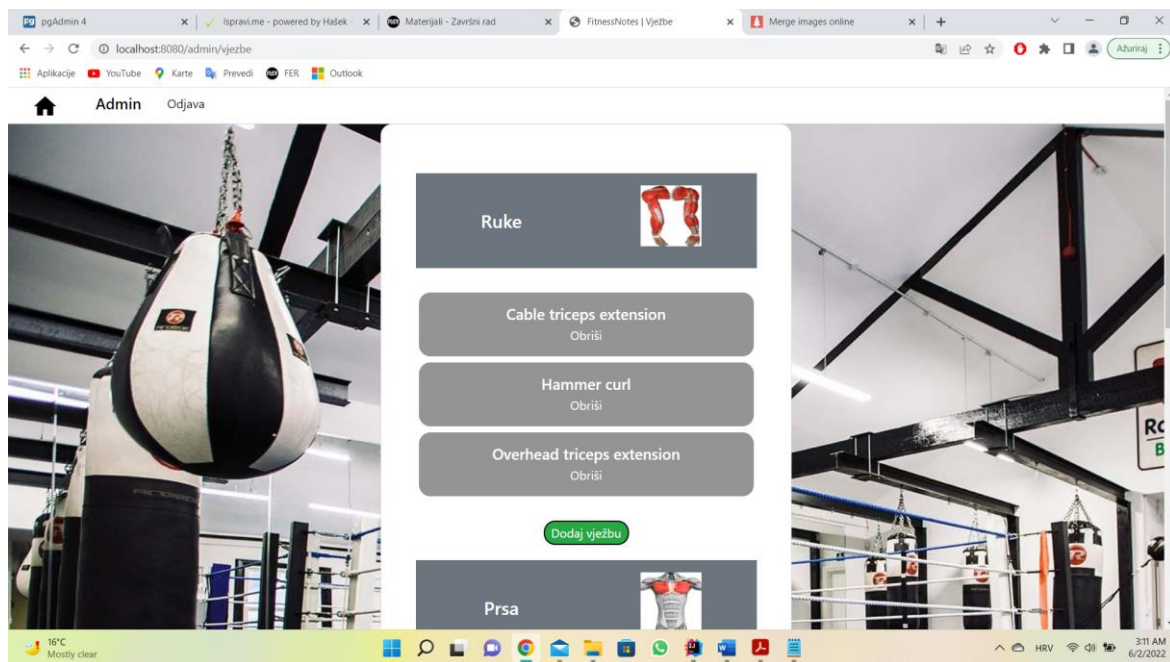 pgAdmin 4
Ispravi.me - powered by Hašek -
Materijali - Završni rad
FitnessNotes | Vježbe
Merge images online
localhost:8080/admin/vjezbe
Ažuriraj
Aplikacije YouTube Karte Prevedi FER Outlook
Admin Odjava
Ruke
Cable triceps extension
Obriši
Hammer curl
Obriši
Overhead triceps extension
Obriši
Dodaj vježbu
Prsa
16°C
Mostly clear
HRV
3:11 AM
6/2/2022